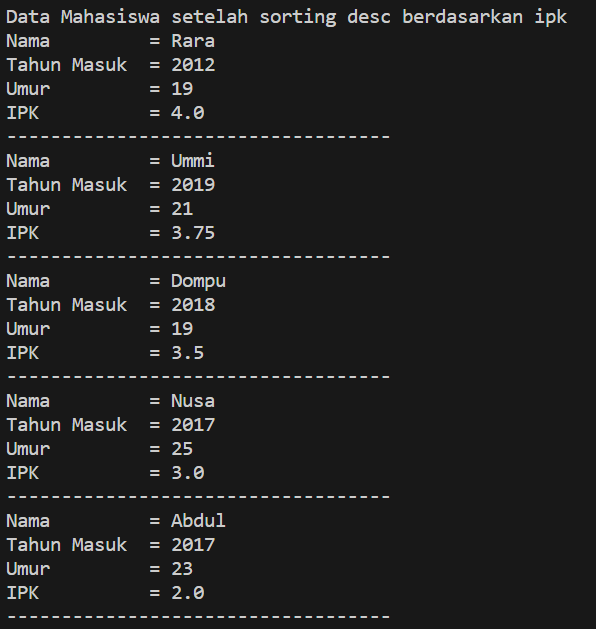 Data Mahasiswa setelah sorting desc berdasarkan ipk
Nama         = Rara
Tahun Masuk  = 2012
Umur         = 19
IPK          = 4.0
-----------------------------------
Nama         = Ummi
Tahun Masuk  = 2019
Umur         = 21
IPK          = 3.75
-----------------------------------
Nama         = Dompu
Tahun Masuk  = 2018
Umur         = 19
IPK          = 3.5
-----------------------------------
Nama         = Nusa
Tahun Masuk  = 2017
Umur         = 25
IPK          = 3.0
-----------------------------------
Nama         = Abdul
Tahun Masuk  = 2017
Umur         = 23
IPK          = 2.0
-----------------------------------